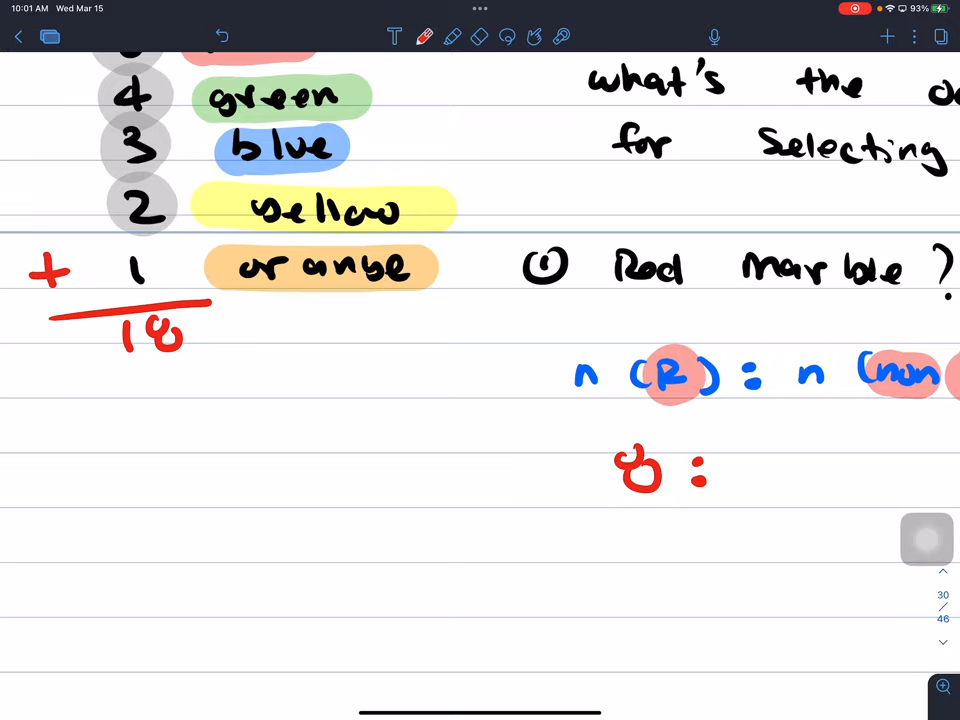 10:01 AM Wed Mar 15
93%
T
what's the
4 green
3 blue
for Selecting
2 yellow
+ 1 orange
① Red Marble?
18
n (R) : n (non
8 :
30
/
46